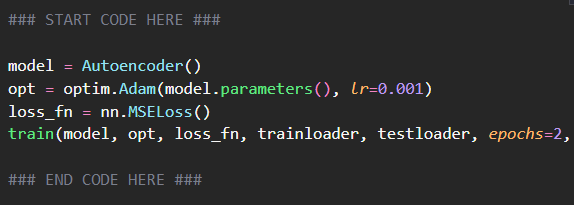 ### START CODE HERE ###
model = Autoencoder()
opt = optim.Adam(model.parameters(), lr=0.001)
loss_fn = nn.MSELoss()
train(model, opt, loss_fn, trainloader, testloader, epochs=2,
### END CODE HERE ###